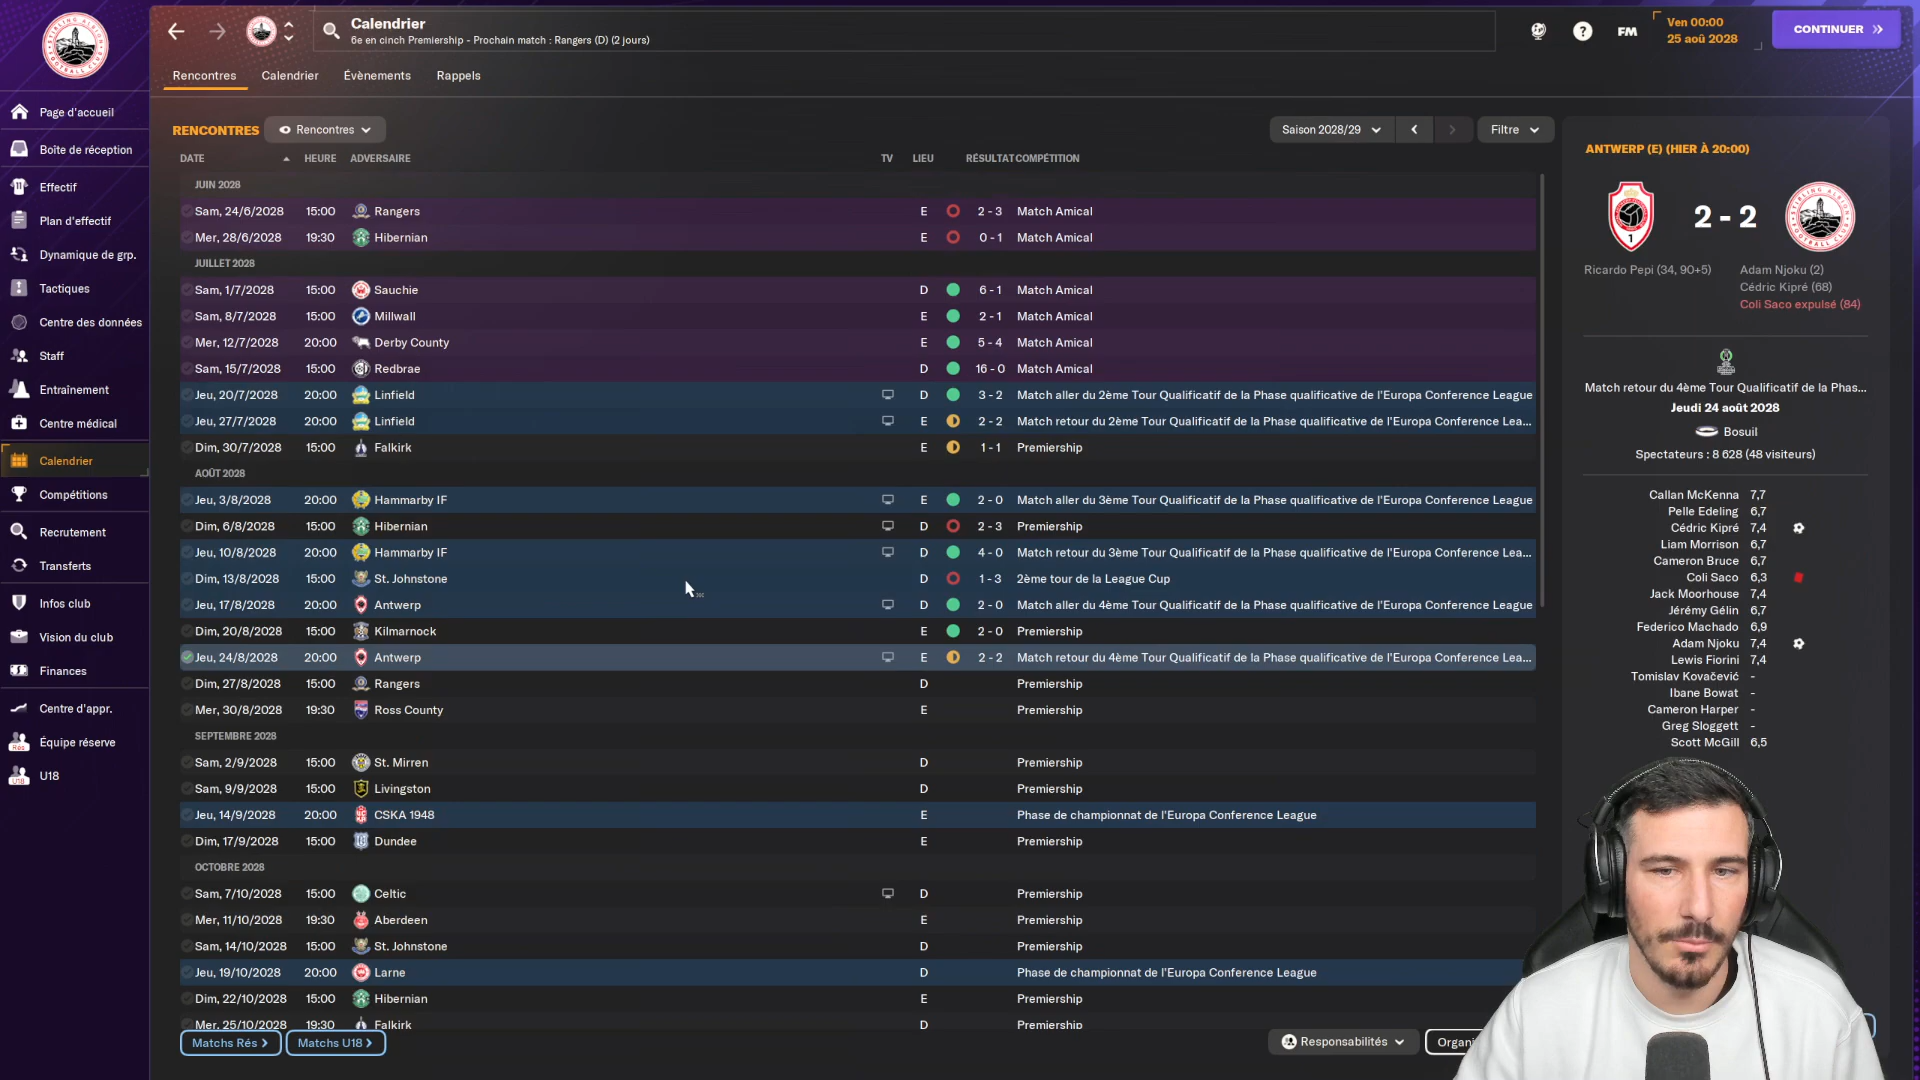 Calendrier
6e en cinch Premiership - Prochain match : Rangers (D) (2 jours)
FM
Ven 00:00
25 aoû 2028
CONTINUER
Rencontres
Calendrier
Évènements
Rappels
Page d'accueil
Boîte de réception
Effectif
Plan d'effectif
Dynamique de grp.
Tactiques
Centre des données
Staff
Entraînement
Centre médical
Calendrier
Compétitions
Recrutement
Transferts
Infos club
Vision du club
Finances
Centre d'appr.
Équipe réserve
U18
RENCONTRES
Rencontres
Saison 2028/29
Filtre
DATE HEURE ADVERSAIRE TV LIEU RÉSULTAT COMPÉTITION
JUIN 2028
Sam, 24/6/2028 15:00 Rangers E 2 - 3 Match Amical
Mer, 28/6/2028 19:30 Hibernian E 0 - 1 Match Amical
JUILLET 2028
Sam, 1/7/2028 15:00 Sauchie D 6 - 1 Match Amical
Sam, 8/7/2028 15:00 Millwall E 2 - 1 Match Amical
Mer, 12/7/2028 20:00 Derby County E 5 - 4 Match Amical
Sam, 15/7/2028 15:00 Redbrae D 16 - 0 Match Amical
Jeu, 20/7/2028 20:00 Linfield D 3 - 2 Match aller du 2ème Tour Qualificatif de la Phase qualificative de l'Europa Conference League
Jeu, 27/7/2028 20:00 Linfield E 2 - 2 Match retour du 2ème Tour Qualificatif de la Phase qualificative de l'Europa Conference Lea...
Dim, 30/7/2028 15:00 Falkirk E 1 - 1 Premiership
AOÛT 2028
Jeu, 3/8/2028 20:00 Hammarby IF E 2 - 0 Match aller du 3ème Tour Qualificatif de la Phase qualificative de l'Europa Conference League
Dim, 6/8/2028 15:00 Hibernian D 2 - 3 Premiership
Jeu, 10/8/2028 20:00 Hammarby IF D 4 - 0 Match retour du 3ème Tour Qualificatif de la Phase qualificative de l'Europa Conference Lea...
Dim, 13/8/2028 15:00 St. Johnstone D 1 - 3 2ème tour de la League Cup
Jeu, 17/8/2028 20:00 Antwerp D 2 - 0 Match aller du 4ème Tour Qualificatif de la Phase qualificative de l'Europa Conference League
Dim, 20/8/2028 15:00 Kilmarnock E 2 - 0 Premiership
Jeu, 24/8/2028 20:00 Antwerp E 2 - 2 Match retour du 4ème Tour Qualificatif de la Phase qualificative de l'Europa Conference Lea...
Dim, 27/8/2028 15:00 Rangers D Premiership
Mer, 30/8/2028 19:30 Ross County E Premiership
SEPTEMBRE 2028
Sam, 2/9/2028 15:00 St. Mirren D Premiership
Sam, 9/9/2028 15:00 Livingston D Premiership
Jeu, 14/9/2028 20:00 CSKA 1948 E Phase de championnat de l'Europa Conference League
Dim, 17/9/2028 15:00 Dundee E Premiership
OCTOBRE 2028
Sam, 7/10/2028 15:00 Celtic D Premiership
Mer, 11/10/2028 19:30 Aberdeen E Premiership
Sam, 14/10/2028 15:00 St. Johnstone D Premiership
Jeu, 19/10/2028 20:00 Larne D Phase de championnat de l'Europa Conference League
Dim, 22/10/2028 15:00 Hibernian E Premiership
Mer, 25/10/2028 19:30 Falkirk D Premiership
Matchs Rés
Matchs U18
Responsabilités
Organi
ANTWERP (E) (HIER À 20:00)
2 - 2
Ricardo Pepi (34, 90+5)
Adam Njoku (2)
Cédric Kipré (68)
Coli Saco expulsé (84)
Match retour du 4ème Tour Qualificatif de la Phas...
Jeudi 24 août 2028
Bosuil
Spectateurs : 8 628 (48 visiteurs)
Callan McKenna 7,7
Pelle Edeling 6,7
Cédric Kipré 7,4
Liam Morrison 6,7
Cameron Bruce 6,7
Coli Saco 6,3
Jack Moorhouse 7,4
Jérémy Gélin 6,7
Federico Machado 6,9
Adam Njoku 7,4
Lewis Fiorini 7,4
Tomislav Kovačević -
Ibane Bowat -
Cameron Harper -
Greg Sloggett -
Scott McGill 6,5